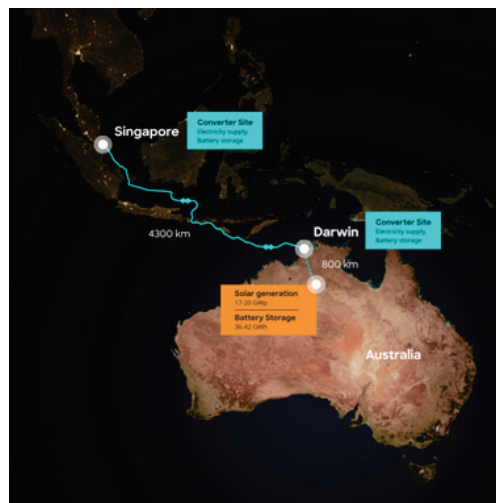 Singapore
Converter Site
Electricity supply,
Battery storage
4300 km
Darwin
Converter Site
Electricity supply,
Battery storage
800 km
Solar generation
17-20 GWp
Battery Storage
36-42 GWh
Australia